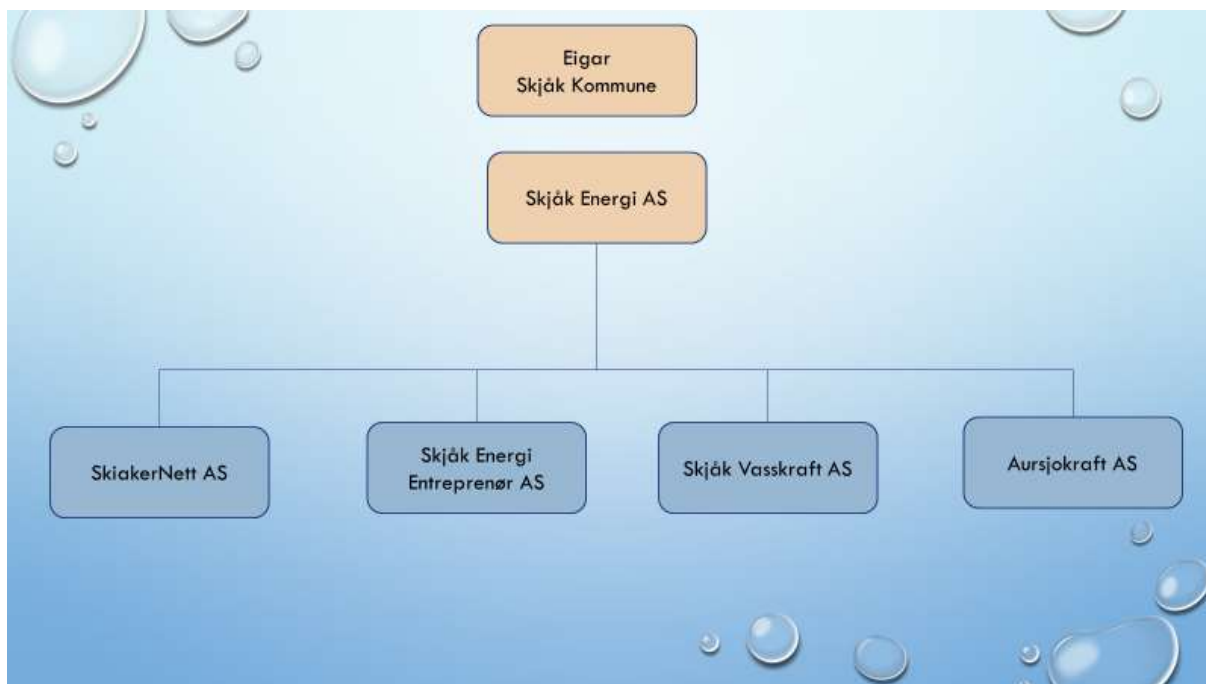 Eigar
Skjåk Kommune
Skjåk Energi AS
SkiakerNett AS
Skjåk Energi
Entreprenør AS
Skjåk Vasskraft AS
Aursjokraft AS